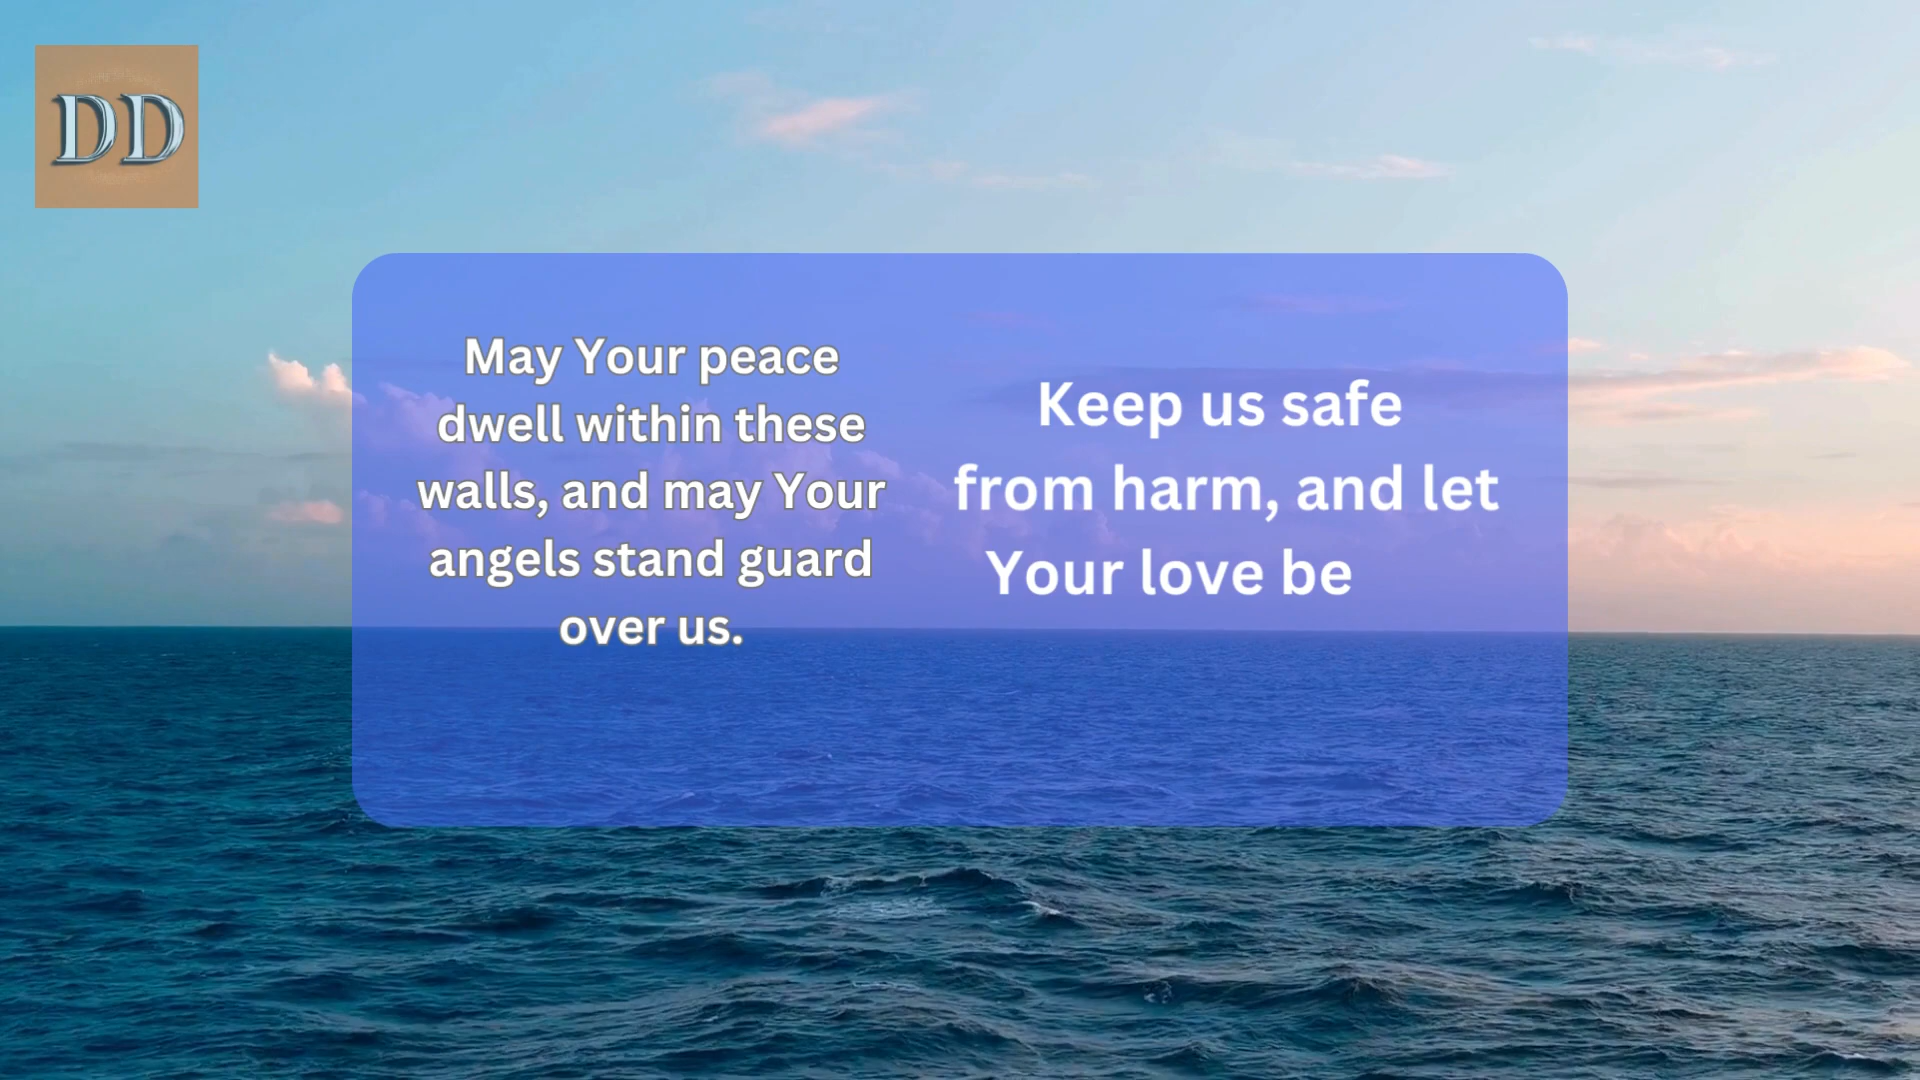 DD
May Your peace
dwell within these
walls, and may Your
angels stand guard
over us.
Keep us safe
from harm, and let
Your love be